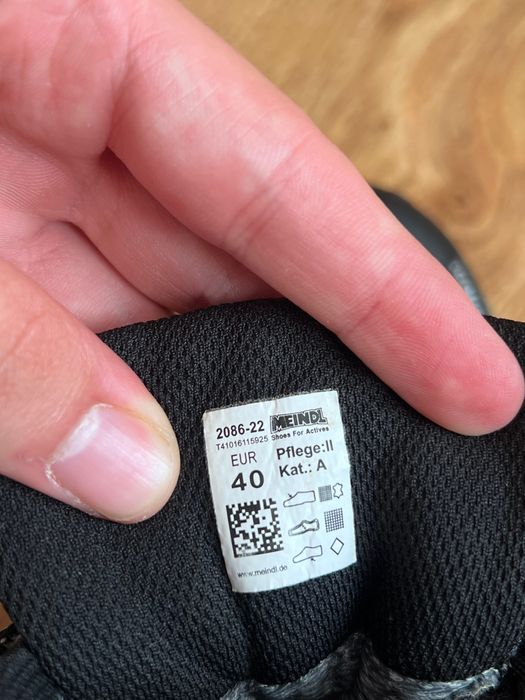 2086-22 MEINDL
T41016115925 Shoes For Actives
EUR Pflege:II
40 Kat.: A
www.meindl.de